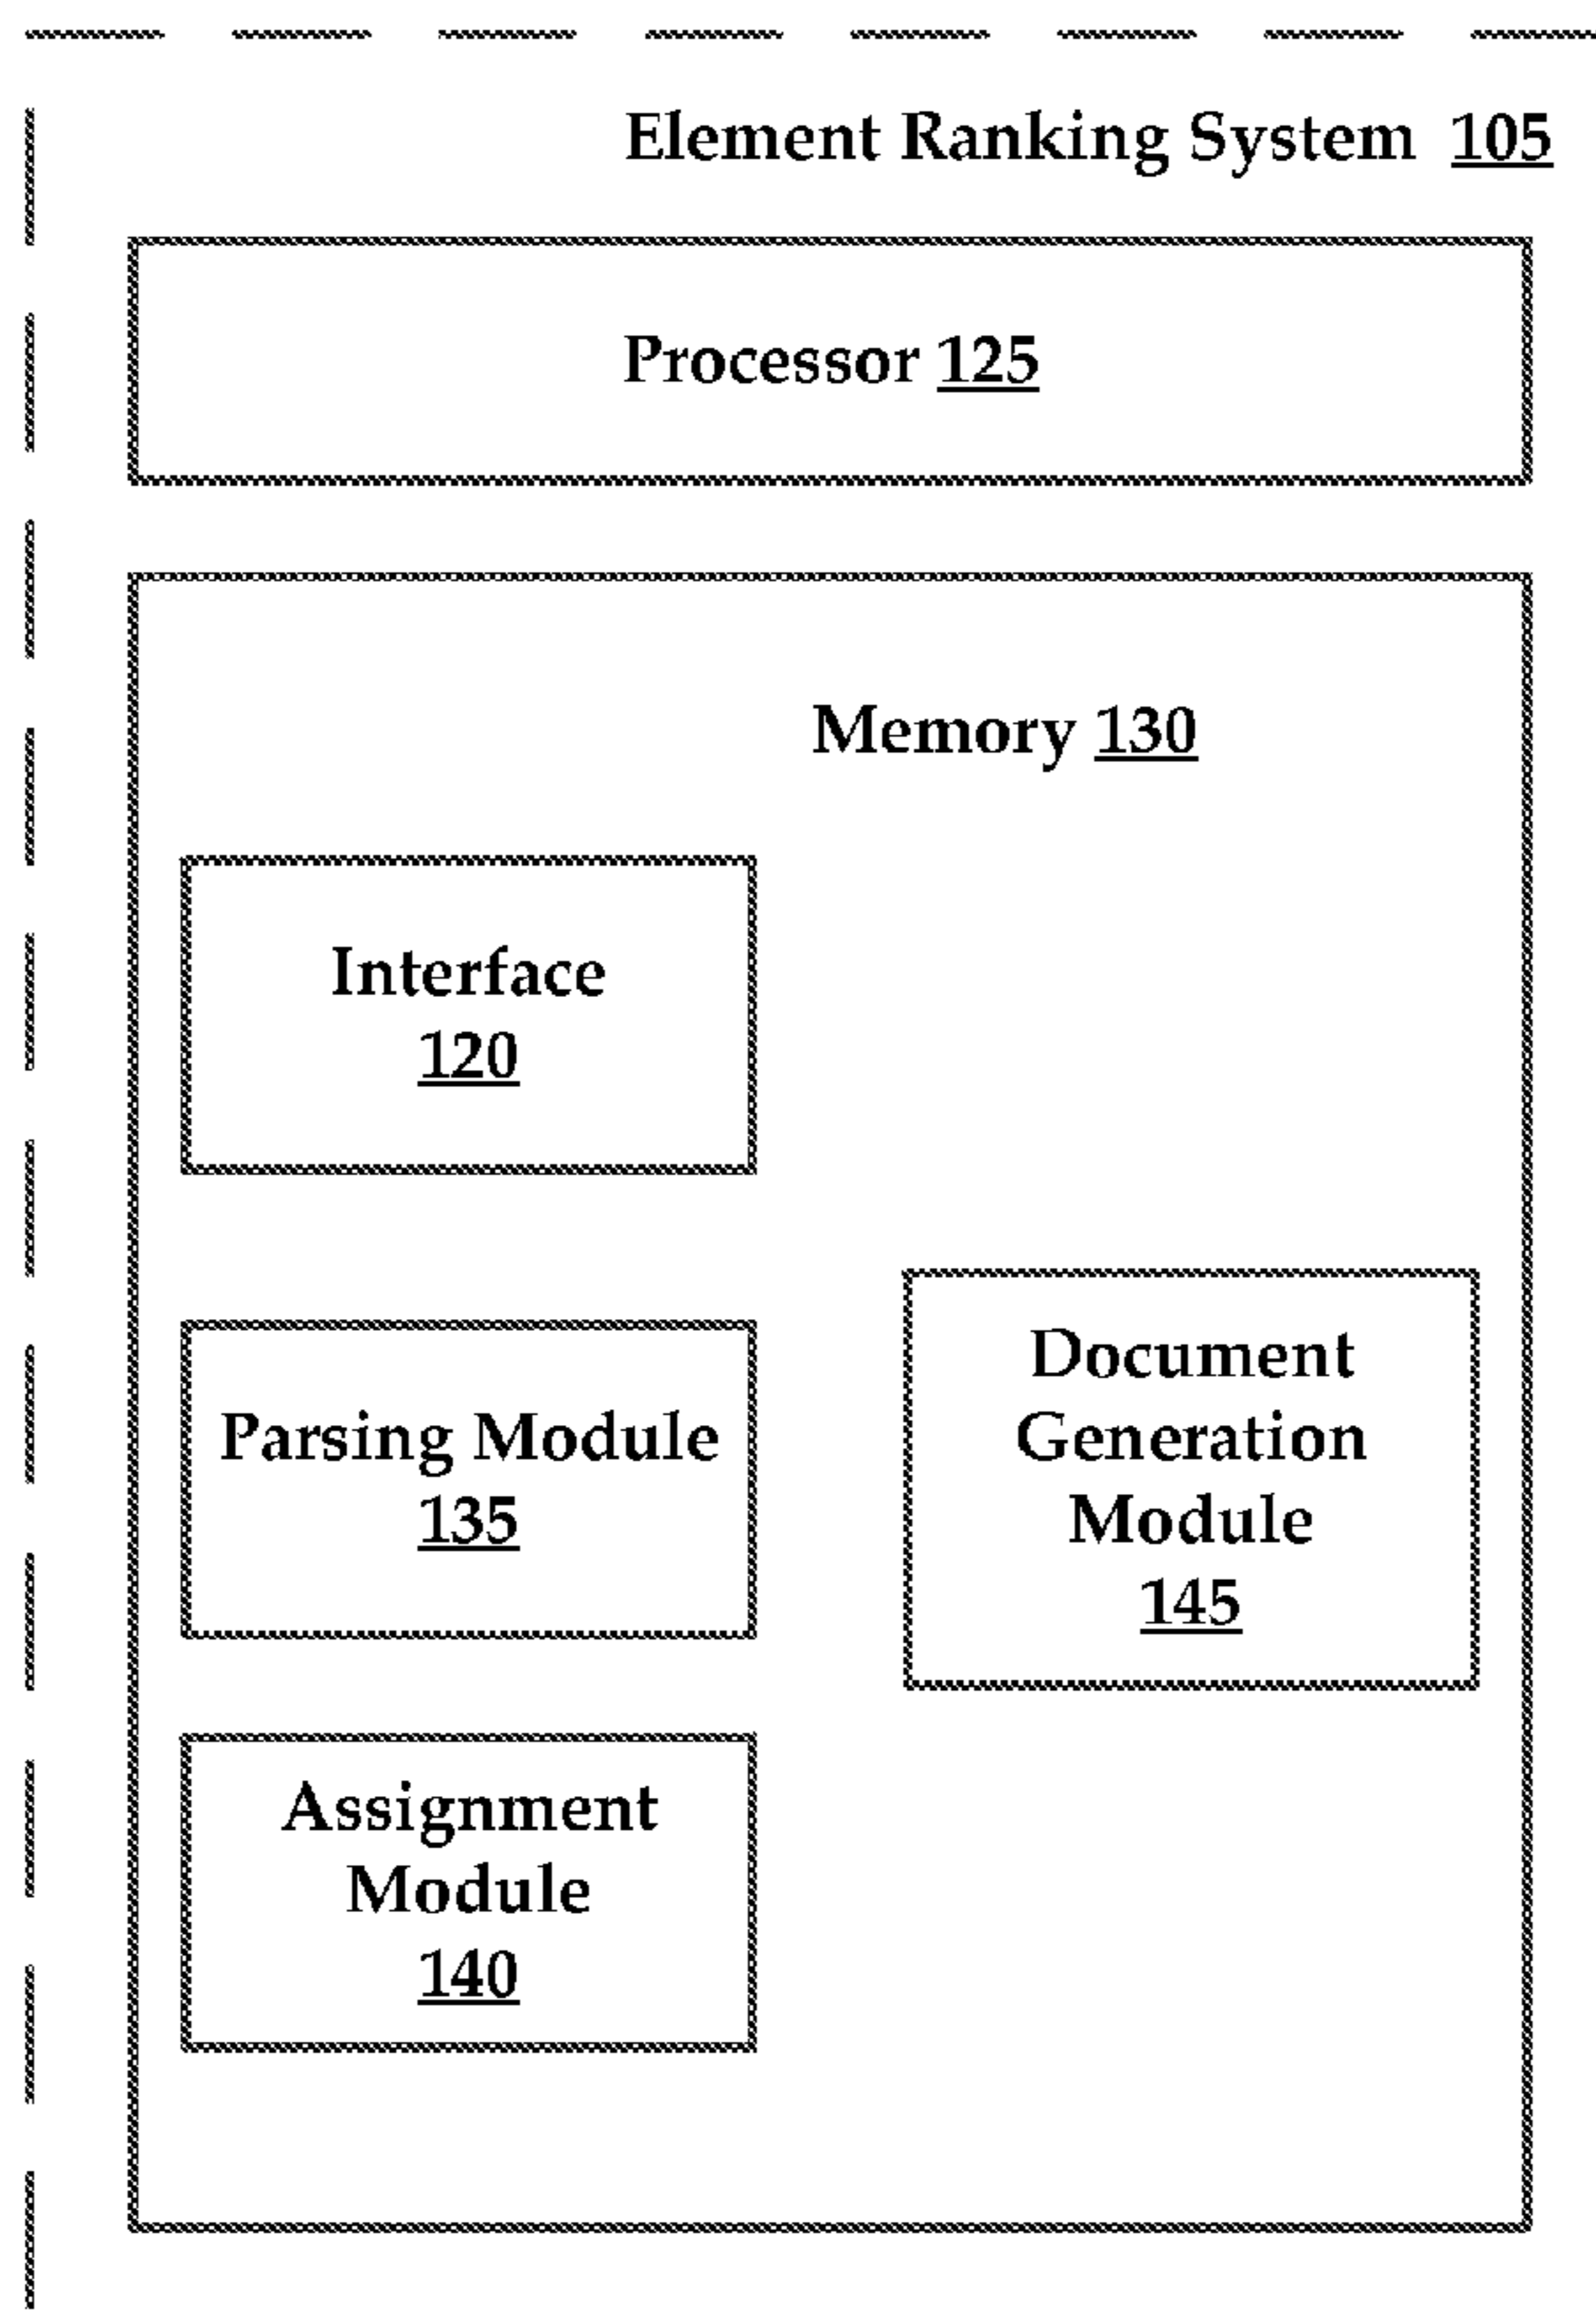 Element Ranking System 105
Processor 125
Memory 130
Interface
120
Parsing Module
135
Document
Generation
Module
145
Assignment
Module
140